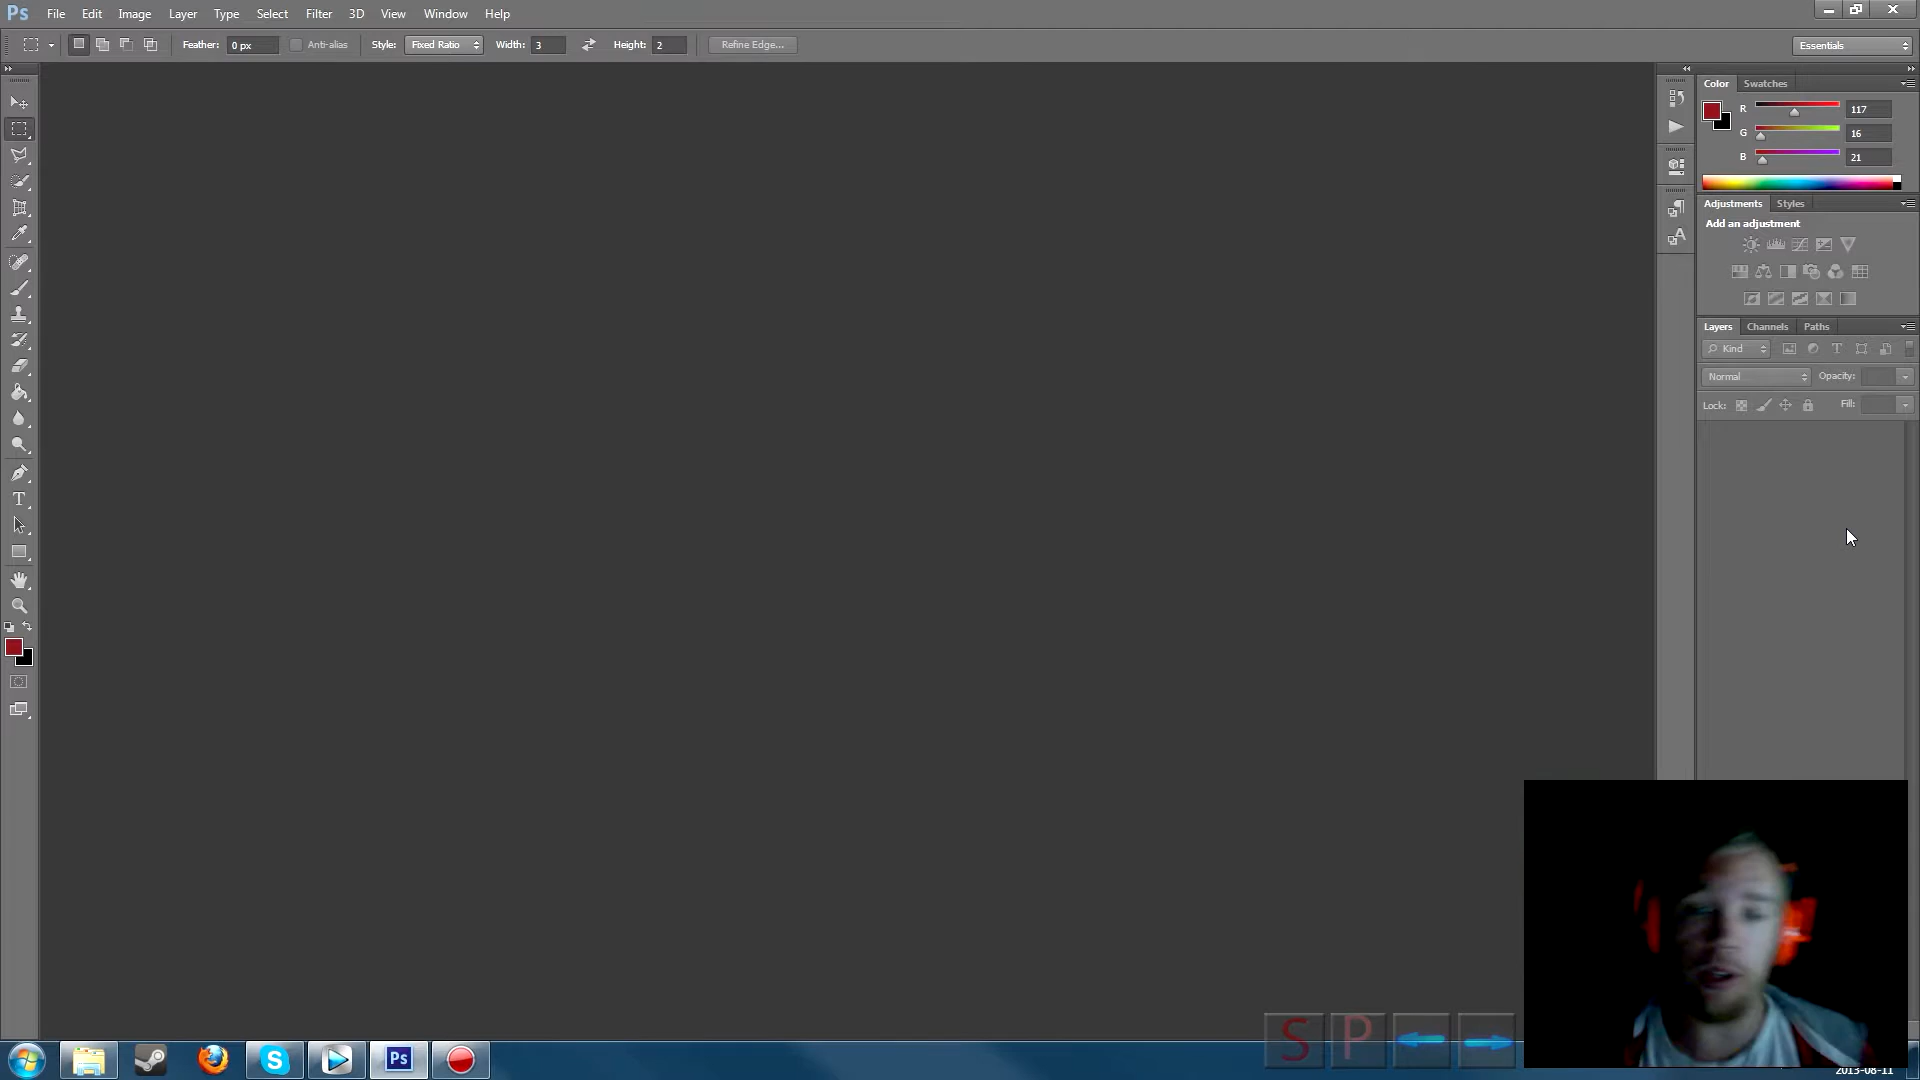 Ps File Edit Image Layer Type Select Filter 3D View Window Help
Feather: 0 px Anti-alias Style: Fixed Ratio Width: 3 Height: 2 Refine Edge... Essentials
Color Swatches
R 117
G 16
B 21
Adjustments Styles
Add an adjustment
Layers Channels Paths
Kind T
Normal Opacity:
Lock: Fill:
T
A
S P
S Ps
2013-08-11